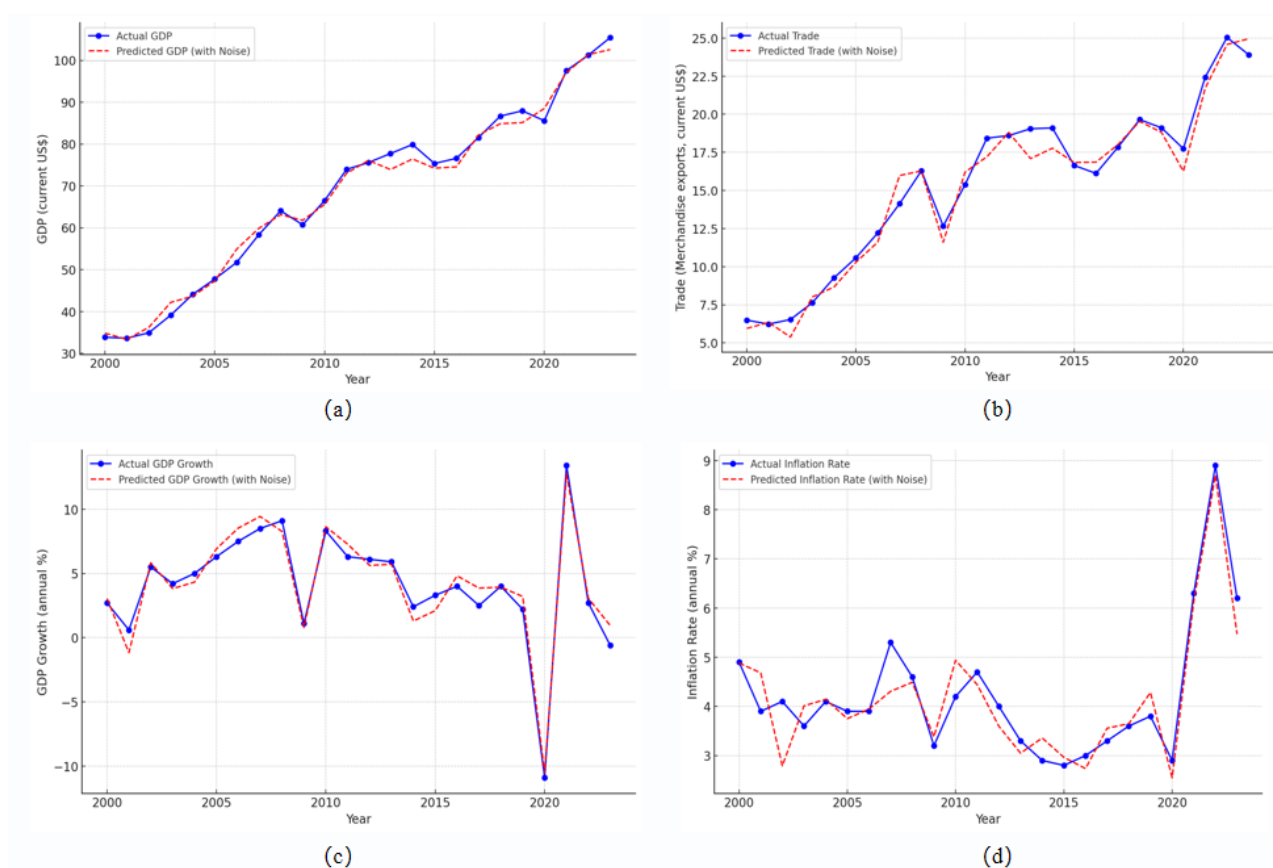 Actual GDP
Predicted GDP (with Noise)
GDP (current US$)
100
90
80
70
60
50
40
30
2000
2005
2010
2015
2020
Year
(a)
Actual Trade
Predicted Trade (with Noise)
Trade (Merchandise exports, current US$)
25.0
22.5
20.0
17.5
15.0
12.5
10.0
7.5
5.0
2000
2005
2010
2015
2020
Year
(b)
Actual GDP Growth
Predicted GDP Growth (with Noise)
GDP Growth (annual %)
10
5
0
−5
−10
2000
2005
2010
2015
2020
Year
(c)
Actual Inflation Rate
Predicted Inflation Rate (with Noise)
Inflation Rate (annual %)
9
8
7
6
5
4
3
2000
2005
2010
2015
2020
Year
(d)